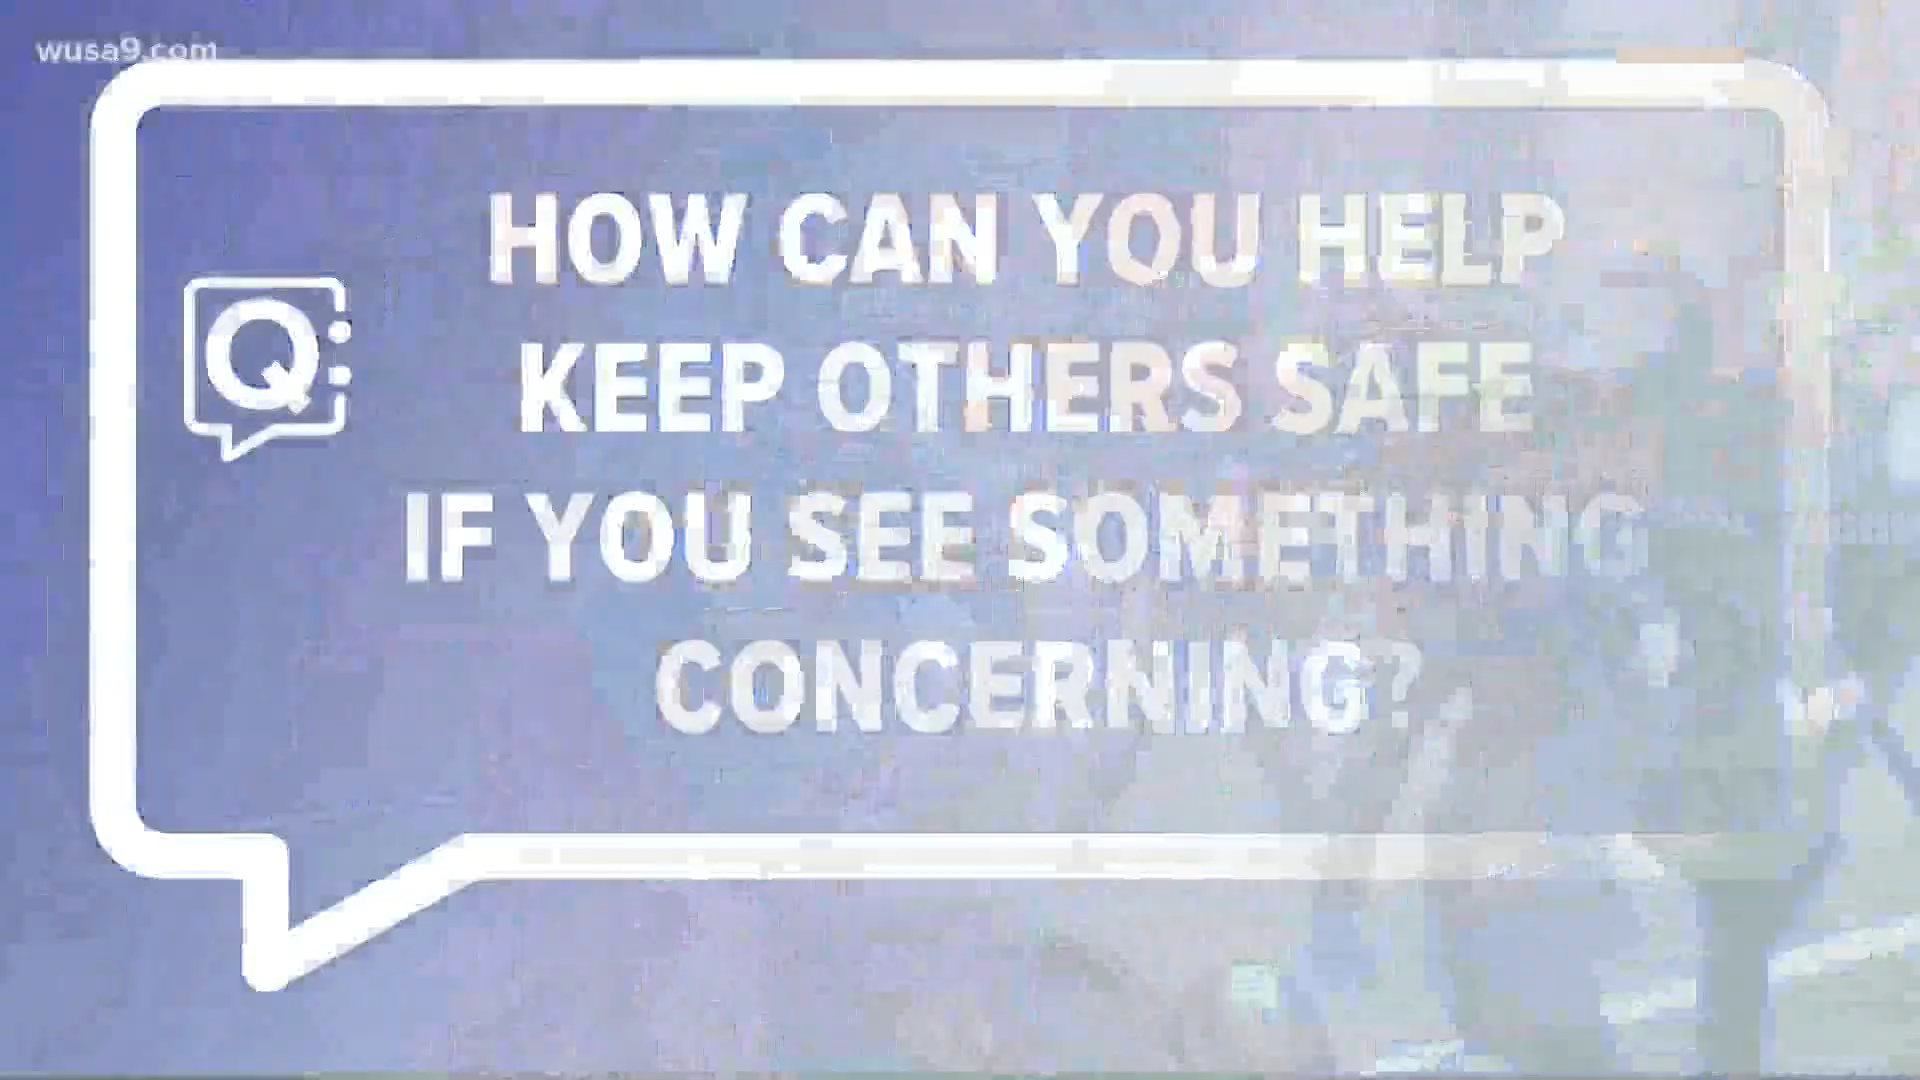 wusa9.com
HOW CAN YOU HELP
Q
KEEP OTHERS SAFE
IF YOU SEE SOMETHING
CONCERNING?